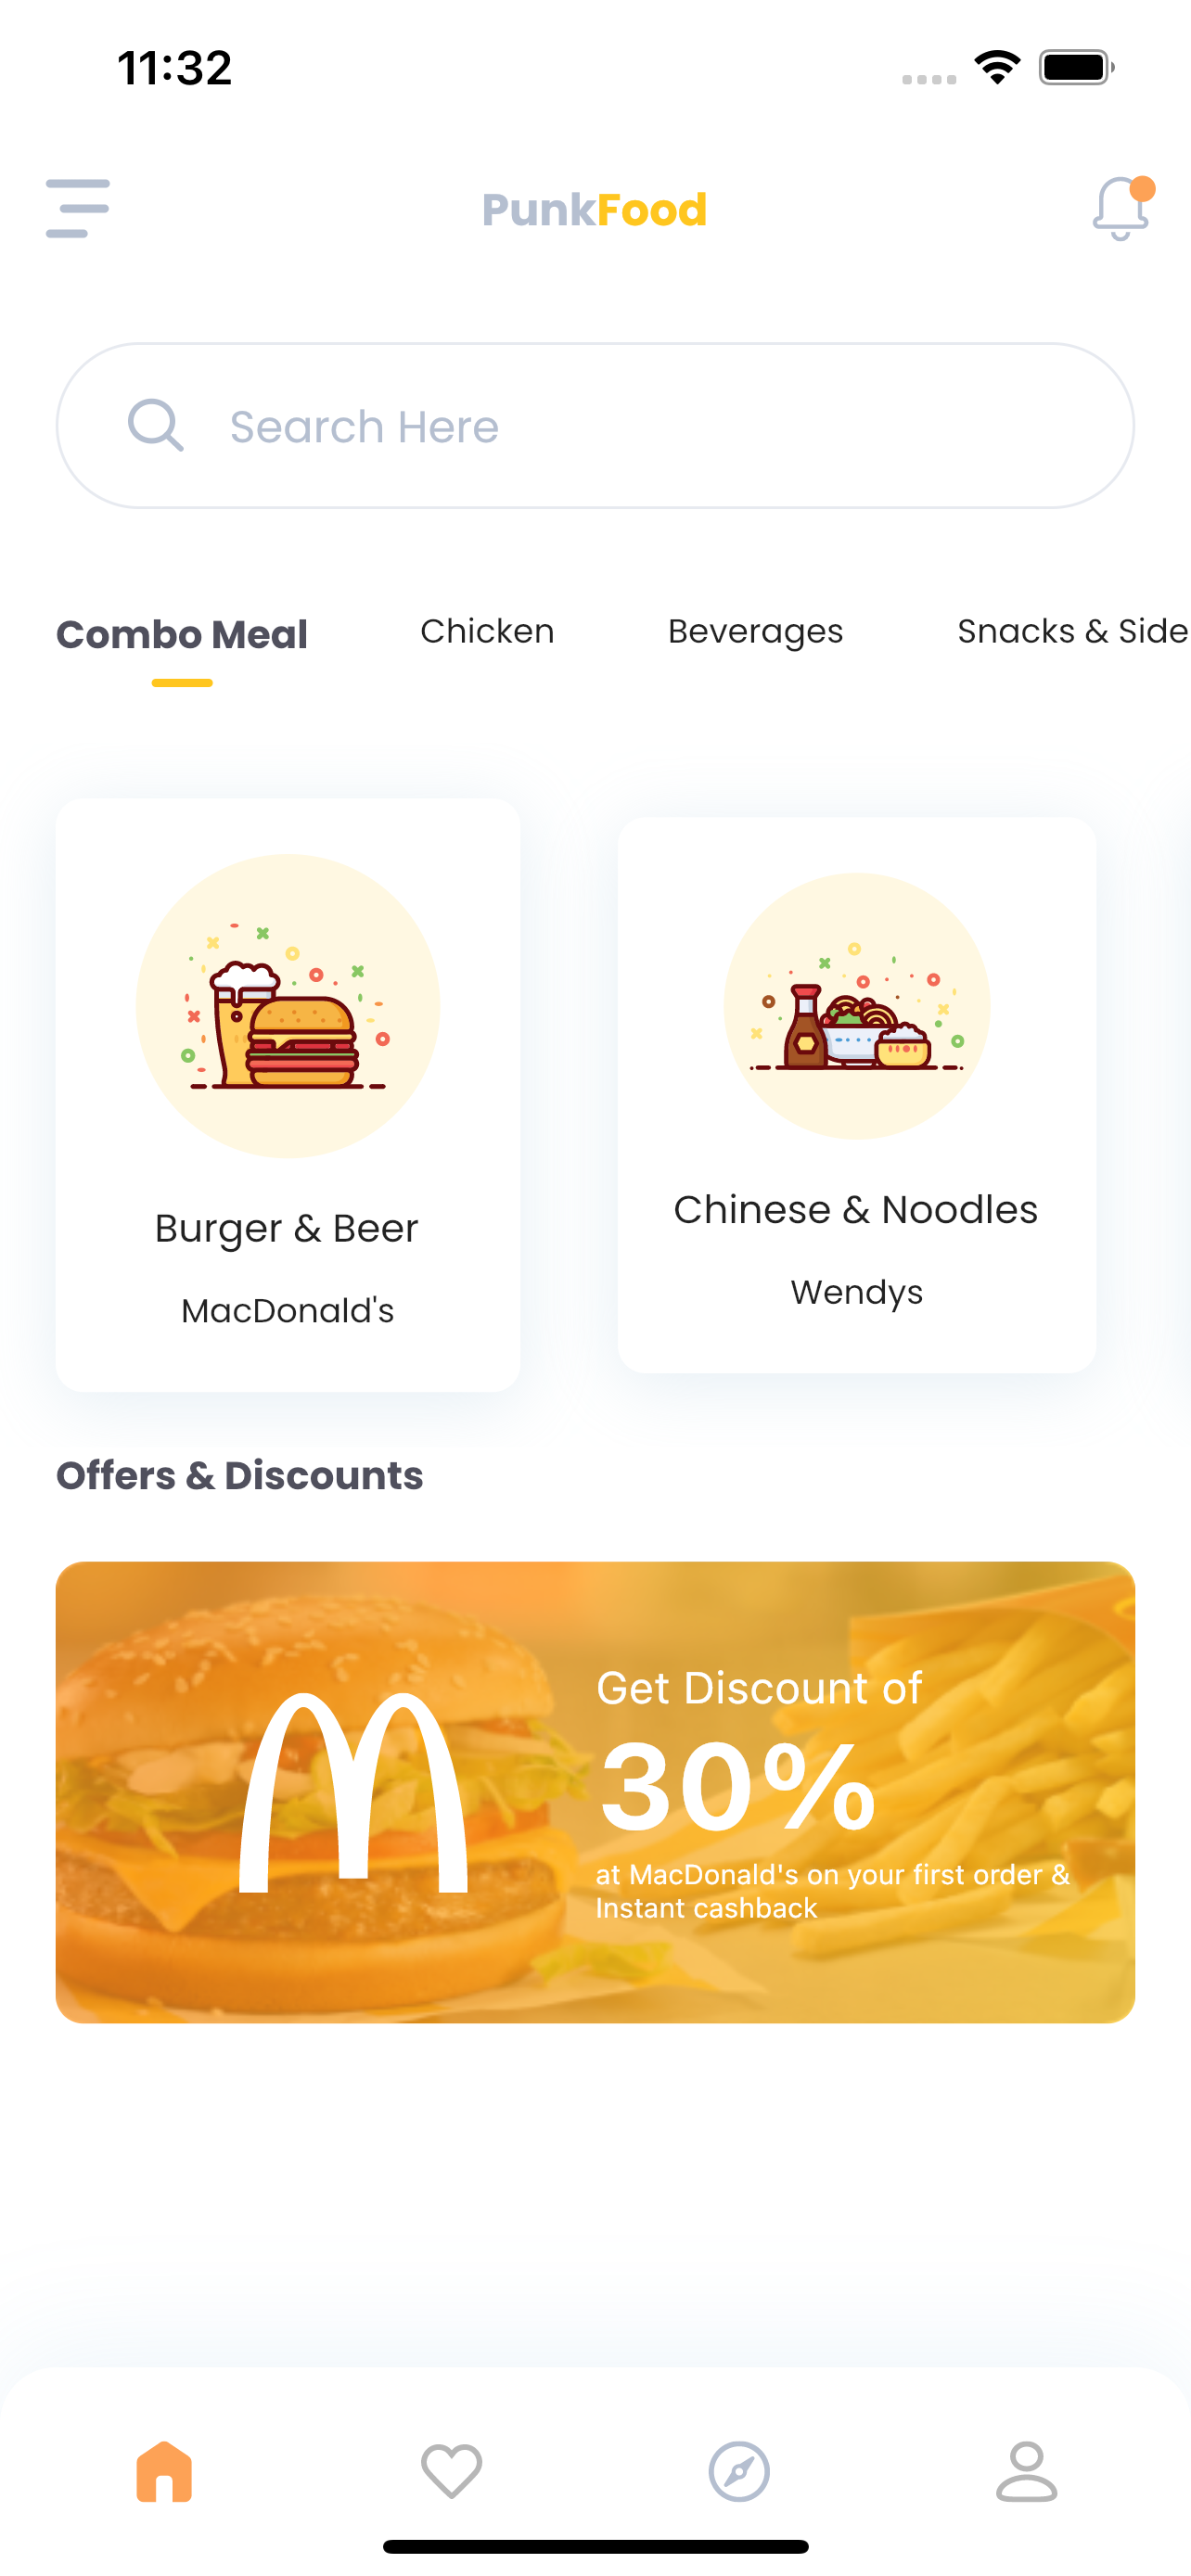 11:32
PunkFood
Search Here
Combo Meal
Chicken
Beverages
Snacks & Side
Burger & Beer
MacDonald's
Chinese & Noodles
Wendys
Offers & Discounts
Get Discount of
30%
at MacDonald's on your first order &
Instant cashback